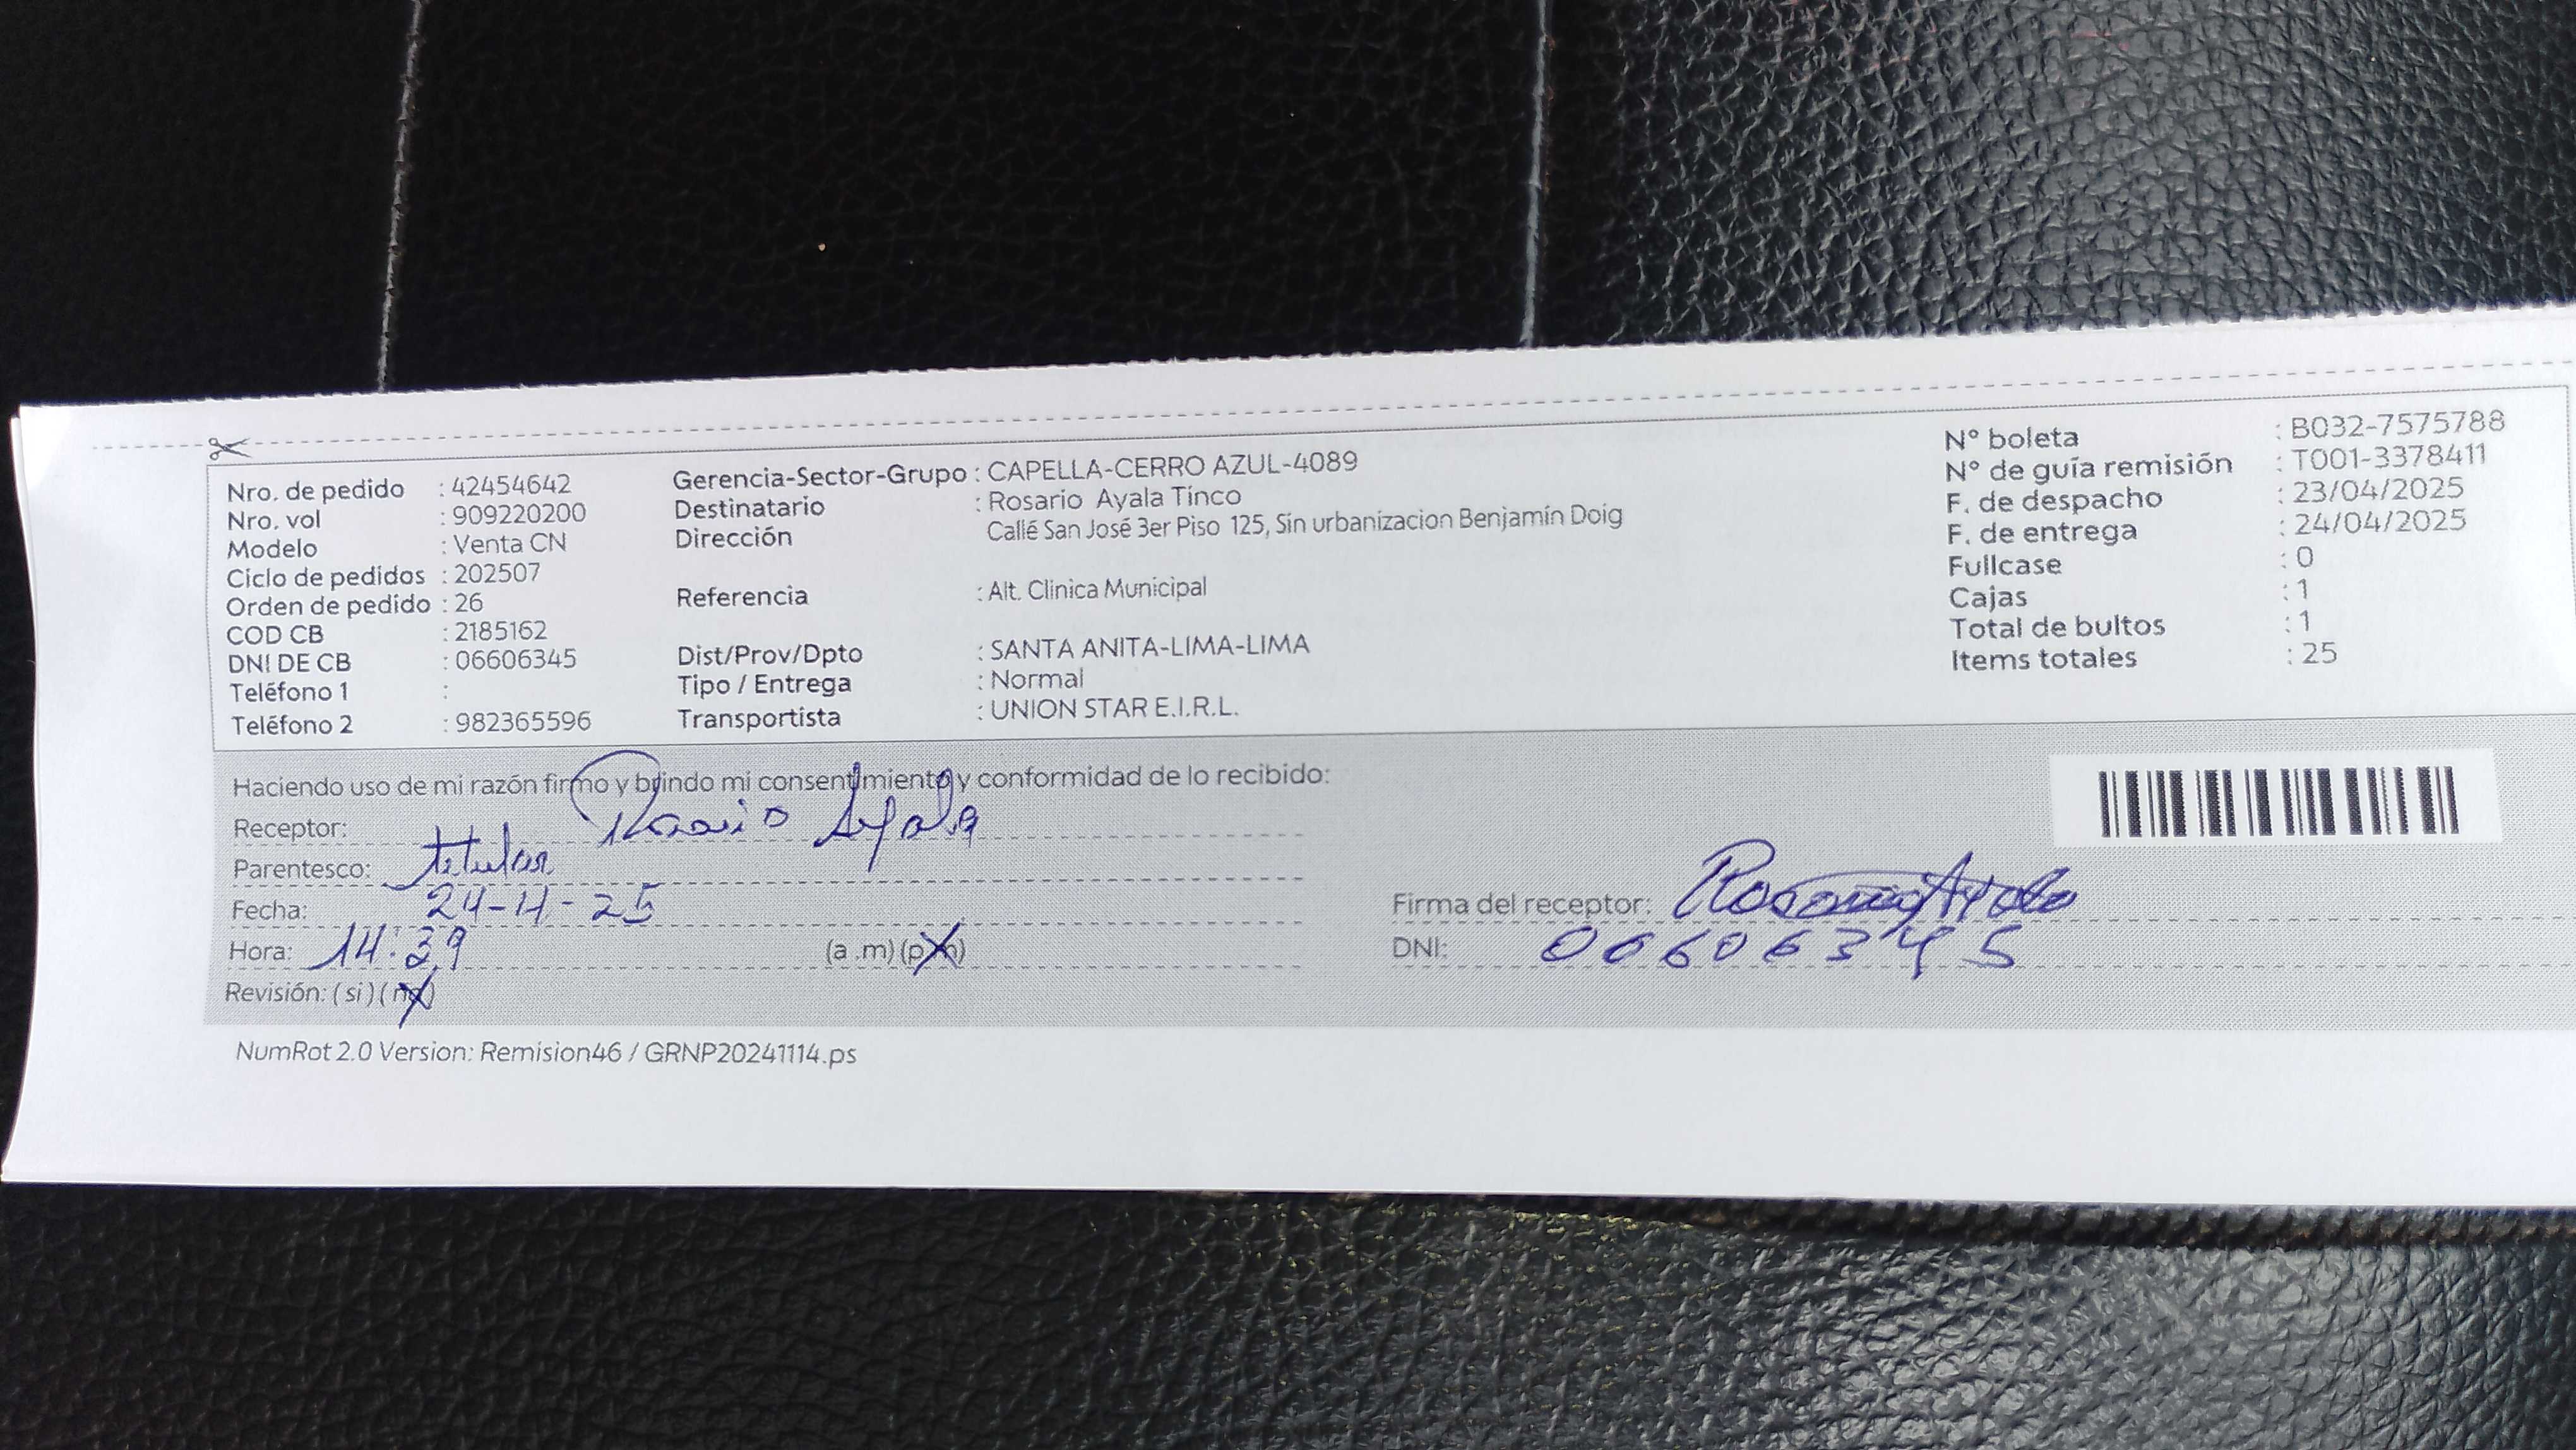 Nro. de pedido : 42454642
Nro. vol : 909220200
Modelo : Venta CN
Ciclo de pedidos : 202507
Orden de pedido : 26
COD CB : 2185162
DNI DE CB : 06606345
Teléfono 1 :
Teléfono 2 : 982365596
Gerencia-Sector-Grupo : CAPELLA-CERRO AZUL-4089
Destinatario : Rosario Ayala Tinco
Dirección Callé San José 3er Piso 125, Sin urbanizacion Benjamín Doig
Referencia : Alt. Clinica Municipal
Dist/Prov/Dpto : SANTA ANITA-LIMA-LIMA
Tipo / Entrega : Normal
Transportista : UNION STAR E.I.R.L.
N° boleta : B032-7575788
N° de guía remisión : T001-3378411
F. de despacho : 23/04/2025
F. de entrega : 24/04/2025
Fullcase : 0
Cajas : 1
Total de bultos : 1
Items totales : 25
Haciendo uso de mi razón firmo y brindo mi consentimiento y conformidad de lo recibido:
Receptor: Rosario Ayala
Parentesco: titular
Fecha: 24-4-25
Hora: 14:39 (a.m) (p.m)
Revisión: (si) (no)
Firma del receptor: Rosario Ayala
DNI: 06606345
NumRot 2.0 Version: Remision46 / GRNP20241114.ps